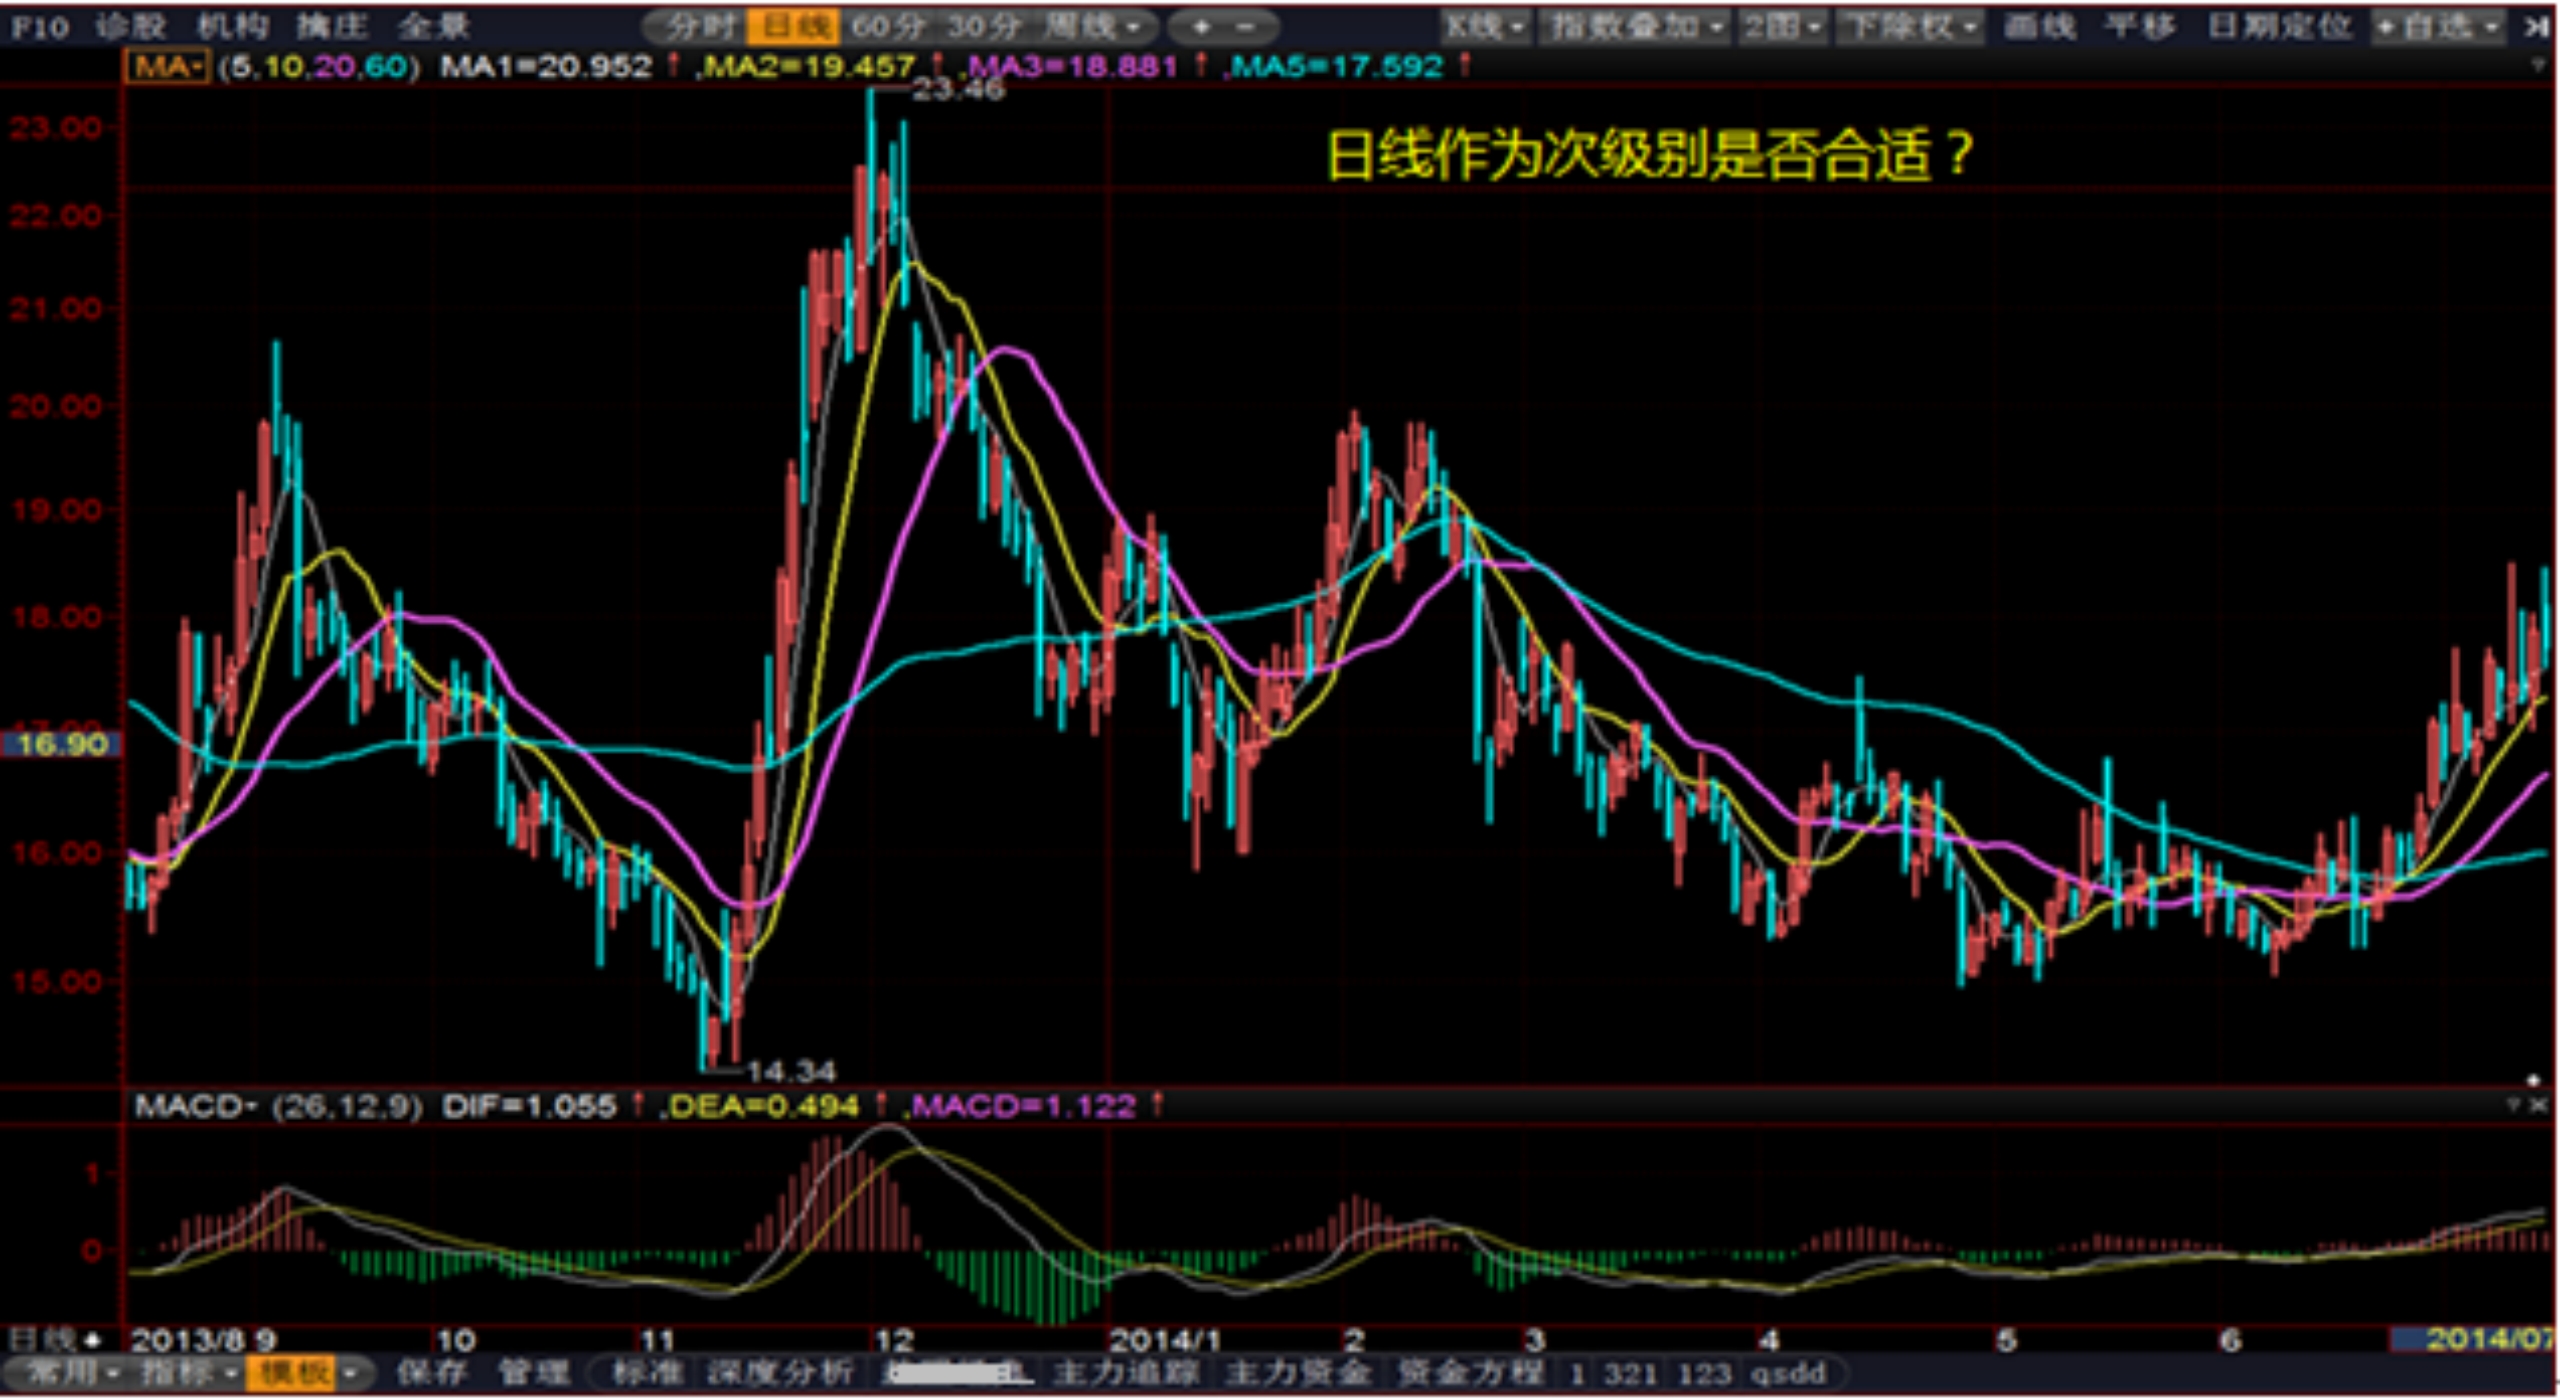 F10 诊股 机构 擒庄 全景 分时 日线 60分 30分 周线 + - K线 指数叠加 2图 下除权 画线 平移 日期定位 +自选
MA (5,10,20,60) MA1=20.952 ↑ ,MA2=19.457 ↑ ,MA3=18.881 ↑ ,MA5=17.592 ↑
23.46
23.00
日线作为次级别是否合适？
22.00
21.00
20.00
19.00
18.00
17.00
16.90
16.00
15.00
14.34
MACD (26,12,9) DIF=1.055 ↑ ,DEA=0.494 ↑ ,MACD=1.122 ↑
1
0
日线 2013/8 9 10 11 12 2014/1 2 3 4 5 6 2014/07
常用 指标 模板 保存 管理 标准 深度分析 主力追踪 主力资金 资金方程 1 321 123 qsdd